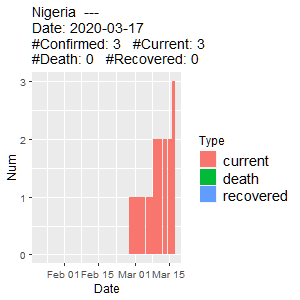 Nigeria  ---
Date: 2020-03-17
#Confirmed: 3   #Current: 3
#Death: 0   #Recovered: 0
3
2
1
0
Num
Feb 01 Feb 15 Mar 01 Mar 15
Date
Type
current
death
recovered